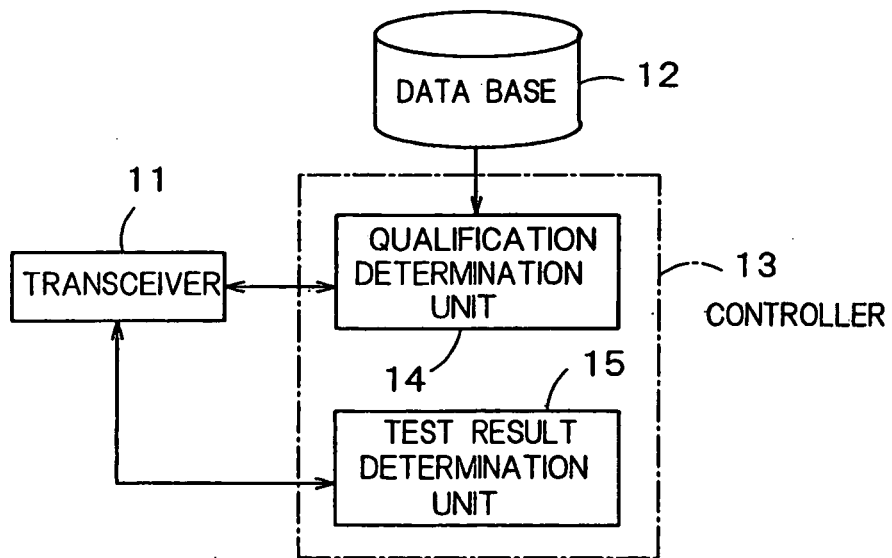 DATA BASE
12
11
TRANSCEIVER
QUALIFICATION
DETERMINATION
UNIT
13
CONTROLLER
14
15
TEST RESULT
DETERMINATION
UNIT